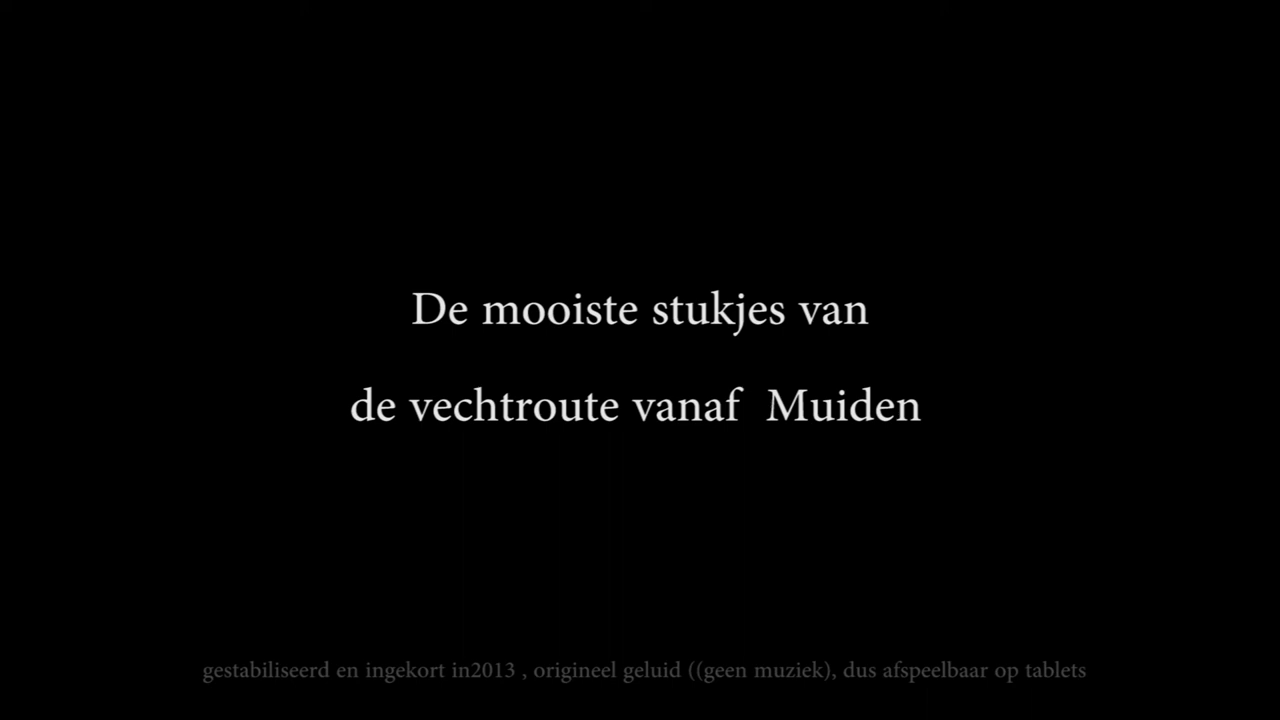 De mooiste stukjes van
de vechtroute vanaf  Muiden
gestabiliseerd en ingekort in2013 , origineel geluid ((geen muziek), dus afspeelbaar op tablets